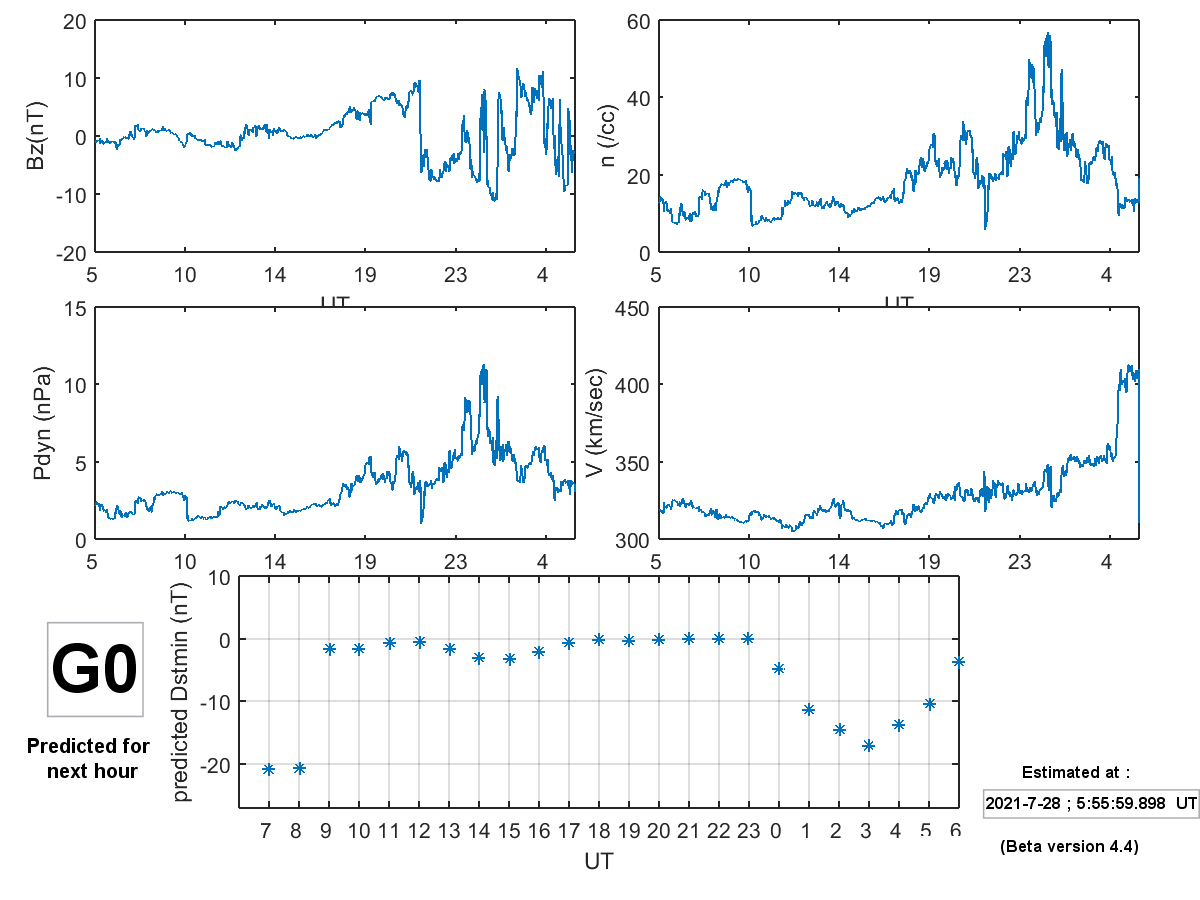 20
10
0
-10
-20
Bz(nT)
5 10 14 19 23 4
UT
60
40
20
0
n (/cc)
5 10 14 19 23 4
UT
15
10
5
0
Pdyn (nPa)
5 10 14 19 23 4
450
400
350
300
V (km/sec)
5 10 14 19 23 4
10
0
-10
-20
predicted Dstmin (nT)
7 8 9 10 11 12 13 14 15 16 17 18 19 20 21 22 23 0 1 2 3 4 5 6
UT
G0
Predicted for
next hour
Estimated at :
2021-7-28 ; 5:55:59.898 UT
(Beta version 4.4)